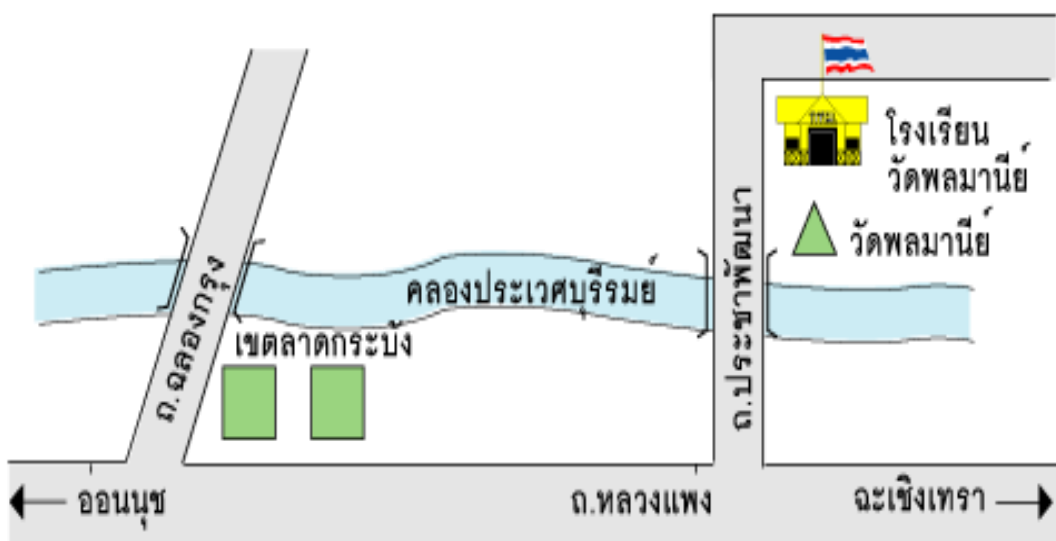 โรงเรียน
วัดพลมานีย์
วัดพลมานีย์
ถ.ประชาพัฒนา
ถ.ฉลองกรุง
คลองประเวศบุรีรมย์
เขตลาดกระบัง
ออนนุช
ถ.หลวงแพง
ฉะเชิงเทรา